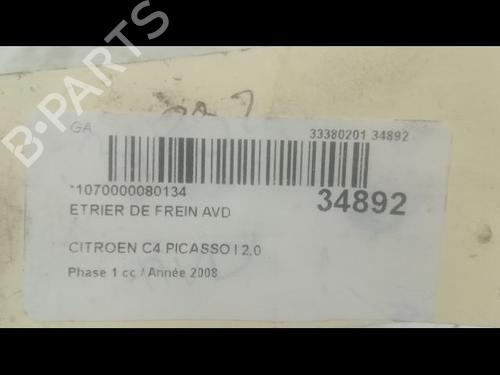 GA
33380201 34892
*1070000080134
34892
ETRIER DE FREIN AVD
CITROEN C4 PICASSO I 2.0
Phase 1 cc / Année 2008
B-PARTS